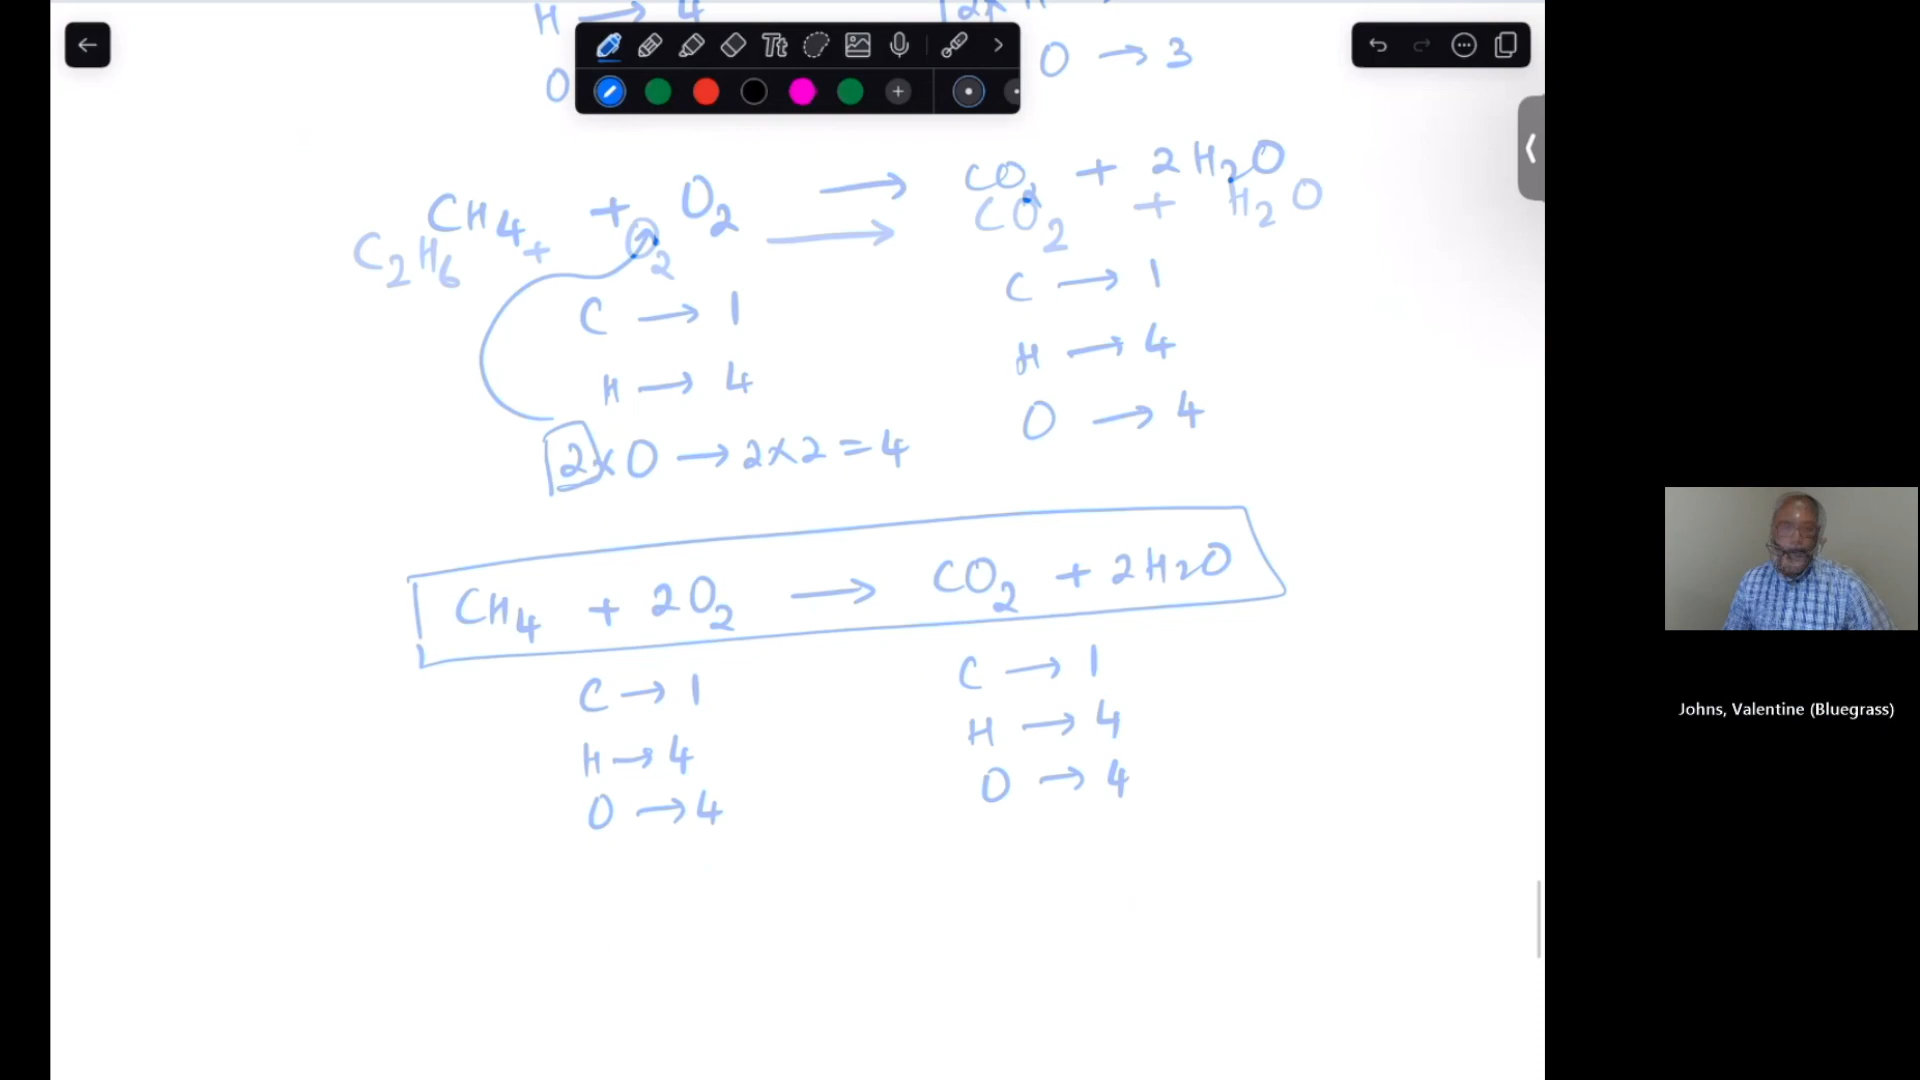 H → 4
O → 3
O
Tt
CO2 + 2H2O
CH4 + O2 →
C2H6 + O2 → CO2 + H2O
C → 1 C → 1
H → 4 H → 4
O → 4
2 × O → 2×2 = 4
CH4 + 2O2 → CO2 + 2H2O
C → 1 C → 1
H → 4 H → 4
O → 4 O → 4
Johns, Valentine (Bluegrass)